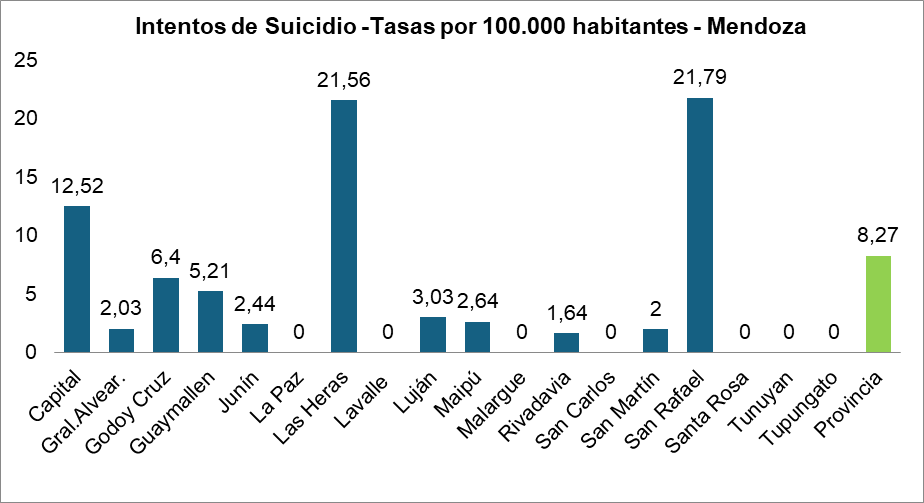 Intentos de Suicidio -Tasas por 100.000 habitantes - Mendoza
25
20
15
10
5
0
12,52
2,03
6,4
5,21
2,44
0
21,56
0
3,03
2,64
0
1,64
0
2
21,79
0
0
0
8,27
Capital
Gral.Alvear.
Godoy Cruz
Guaymallen
Junín
La Paz
Las Heras
Lavalle
Luján
Maipú
Malargue
Rivadavia
San Carlos
San Martín
San Rafael
Santa Rosa
Tunuyan
Tupungato
Provincia